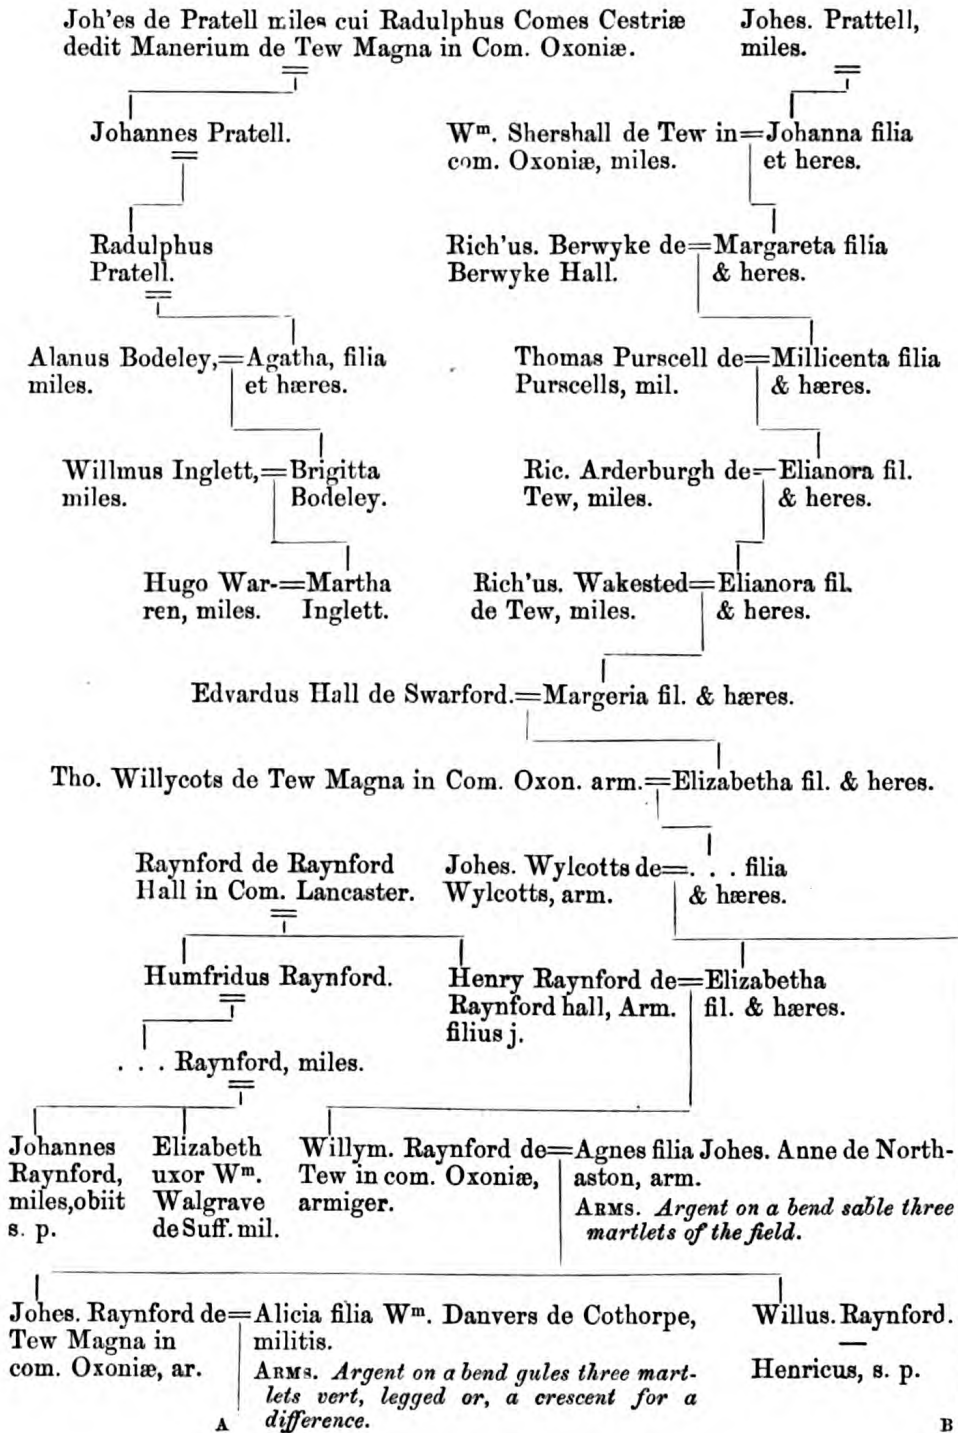 Joh'es de Pratell miles cui Radulphus Comes Cestriæ
dedit Manerium de Tew Magna in Com. Oxoniæ.
Johes. Prattell,
miles.
Johannes Pratell.
Wm. Shershall de Tew in=Johanna filia
com. Oxoniæ, miles. et heres.
Radulphus
Pratell.
Rich'us. Berwyke de=Margareta filia
Berwyke Hall. & heres.
Alanus Bodeley,=Agatha, filia
miles. et hæres.
Thomas Purscell de=Millicenta filia
Purscells, mil. & hæres.
Willmus Inglett,=Brigitta
miles. Bodeley.
Ric. Arderburgh de=Elianora fil.
Tew, miles. & heres.
Hugo War-=Martha
ren, miles. Inglett.
Rich'us. Wakested=Elianora fil.
de Tew, miles. & heres.
Edvardus Hall de Swarford.=Margeria fil. & hæres.
Tho. Willycots de Tew Magna in Com. Oxon. arm.=Elizabetha fil. & heres.
Raynford de Raynford
Hall in Com. Lancaster.
Johes. Wylcotts de=. . . filia
Wylcotts, arm. & hæres.
Humfridus Raynford.
Henry Raynford de=Elizabetha
Raynford hall, Arm. fil. & hæres.
filius j.
. . . Raynford, miles.
Johannes
Raynford,
miles, obiit
s. p.
Elizabeth
uxor Wm.
Walgrave
de Suff. mil.
Willym. Raynford de=Agnes filia Johes. Anne de North-
Tew in com. Oxoniæ, aston, arm.
armiger.
ARMS. Argent on a bend sable three
martlets of the field.
Johes. Raynford de=Alicia filia Wm. Danvers de Cothorpe,
Tew Magna in militis.
com. Oxoniæ, ar.
ARMS. Argent on a bend gules three mart-
lets vert, legged or, a crescent for a
difference.
Willus. Raynford.
—
Henricus, s. p.
A
B